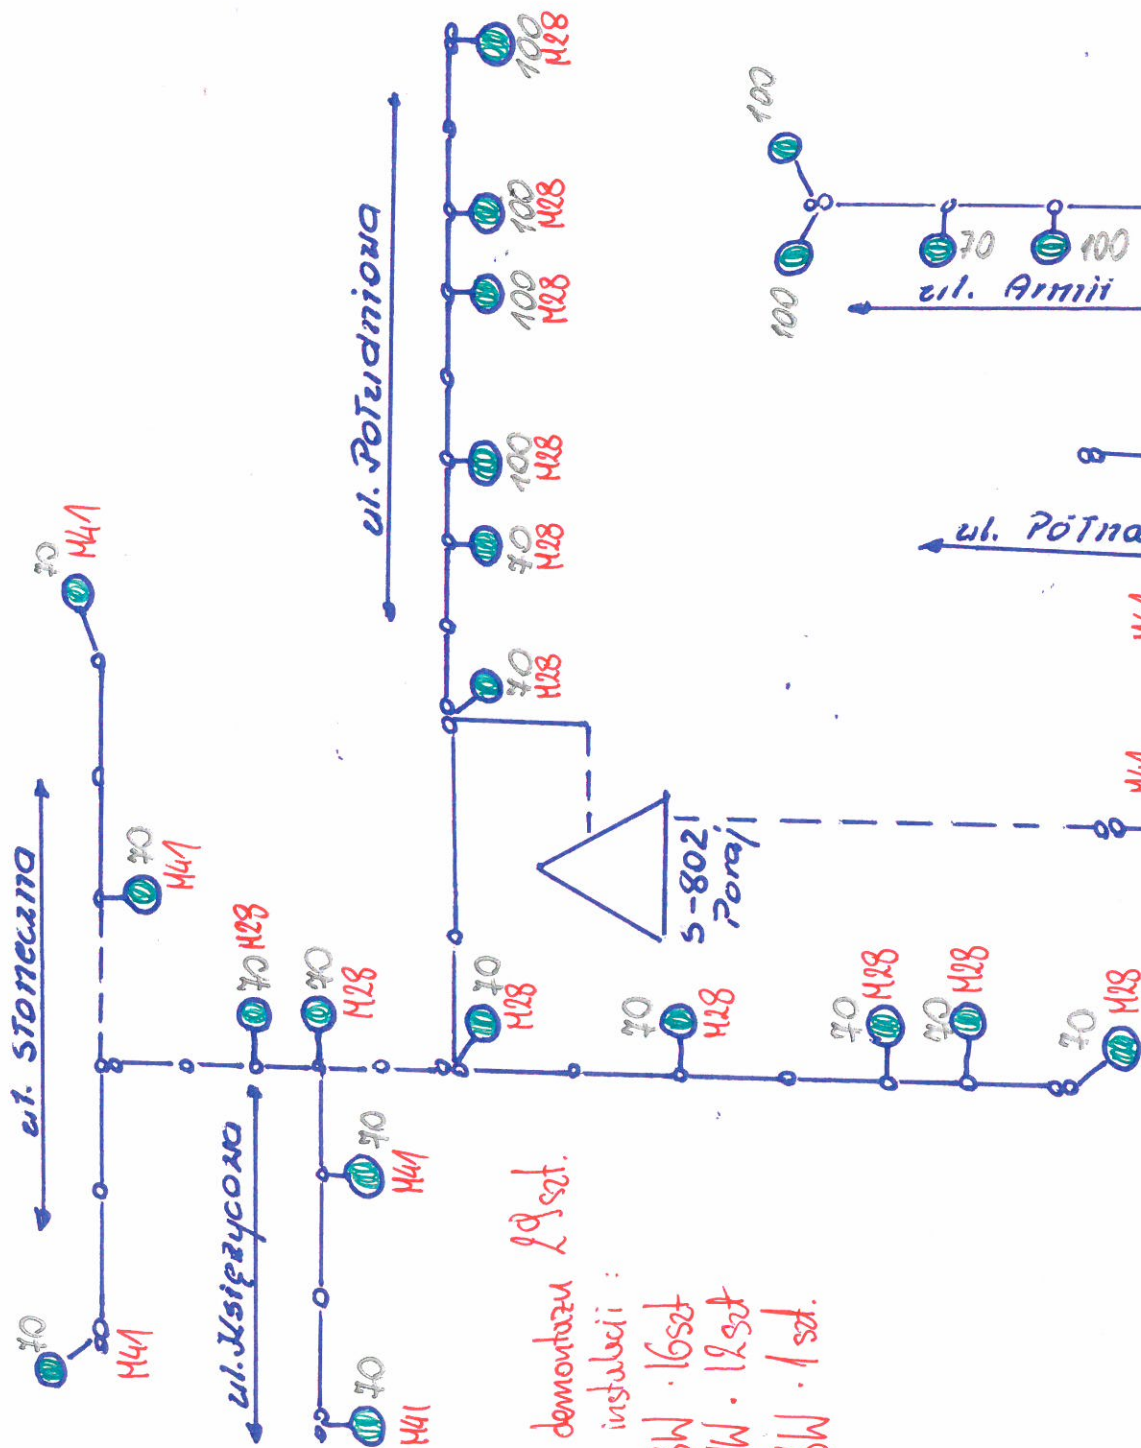 ul. Słoneczna
70
M41
70
M41
70
M41
ul. Południowa
100
M28
100
M28
100
M28
100
M28
70
M28
70
M28
ul. Księżycowa
70 M28
70
M28
70
M41
70
M41
70
M28
70
M28
70
M28
70
M28
70
M28
S-802
Poraj
100
100
70
100
ul. Armii
ul. Półna
M41
M41
demontażu 29 szt.
instalacji :
W . 16 szt
W . 12 szt
W . 1 szt.